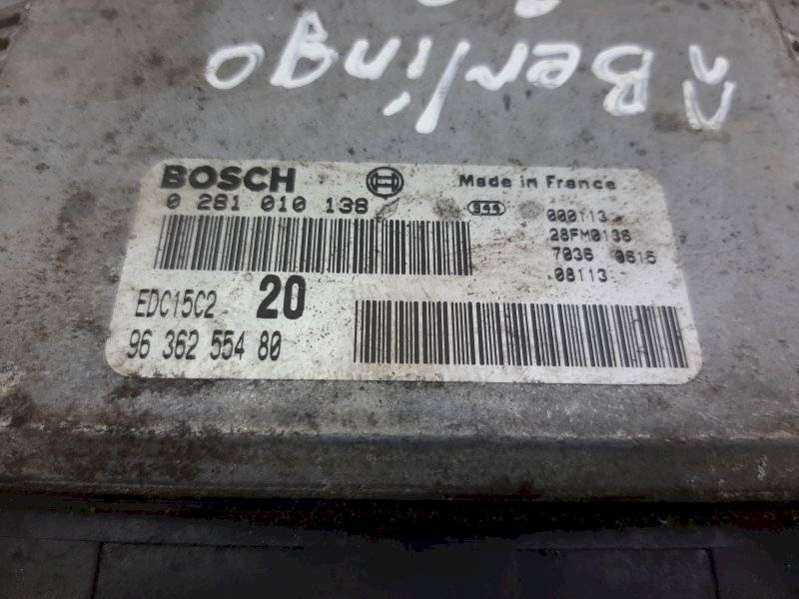 Berlingo
BOSCH
Made in France
0 281 010 138
944
000113
28FM0136
7036 0615
.08113
EDC15C2 20
96 362 554 80